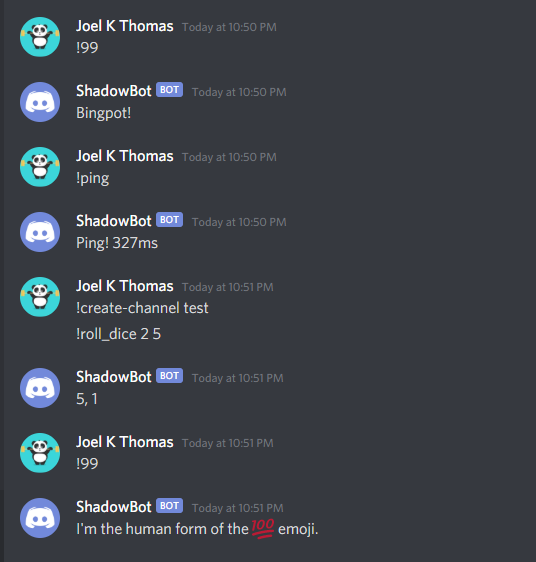 Joel K Thomas Today at 10:50 PM
!99
ShadowBot BOT Today at 10:50 PM
Bingpot!
Joel K Thomas Today at 10:50 PM
!ping
ShadowBot BOT Today at 10:50 PM
Ping! 327ms
Joel K Thomas Today at 10:51 PM
!create-channel test
!roll_dice 2 5
ShadowBot BOT Today at 10:51 PM
5, 1
Joel K Thomas Today at 10:51 PM
!99
ShadowBot BOT Today at 10:51 PM
I'm the human form of the 💯 emoji.